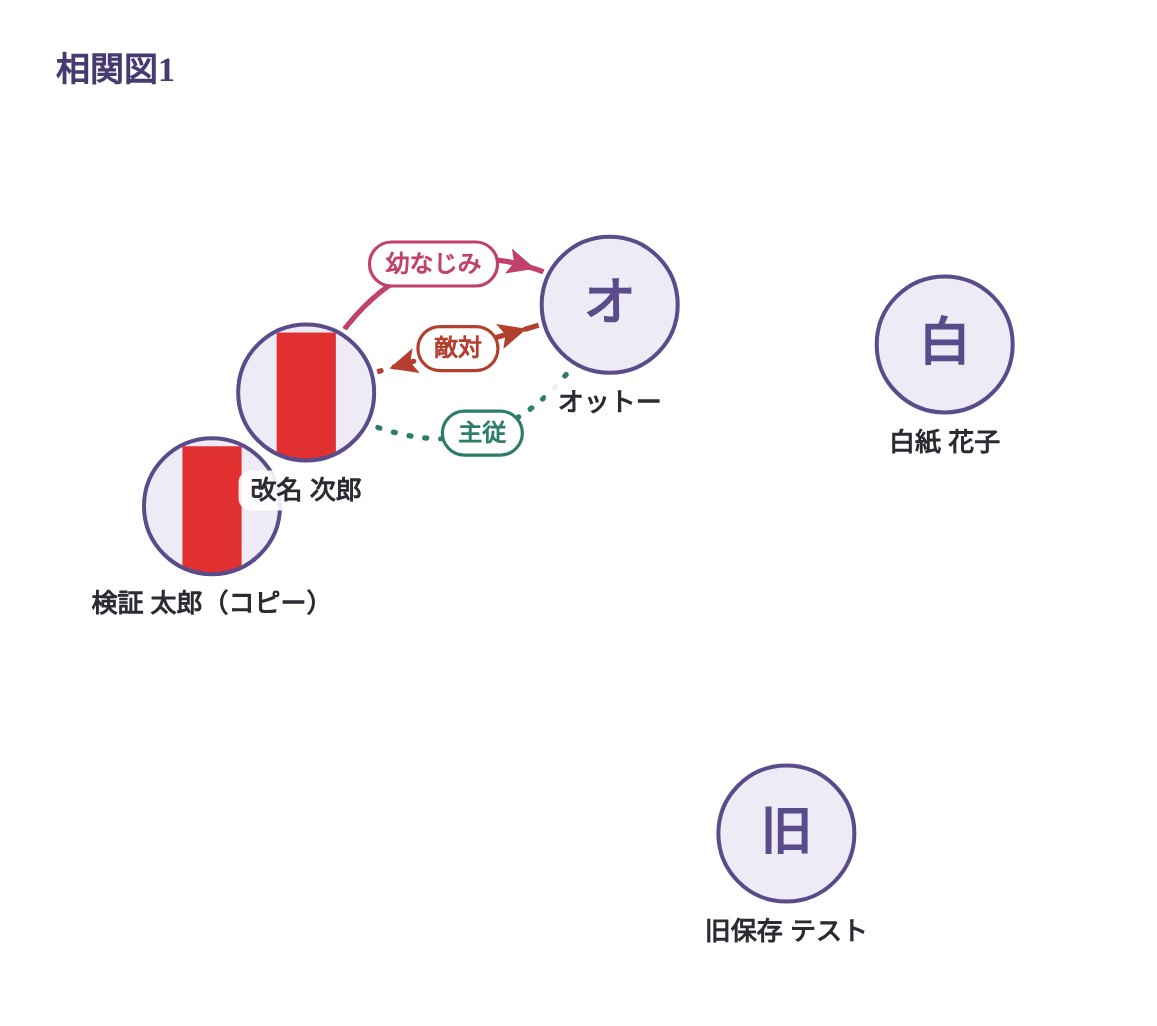 相関図1
幼なじみ
オ
敵対
白
オットー
主従
白紙 花子
改名 次郎
検証 太郎（コピー）
旧
旧保存 テスト